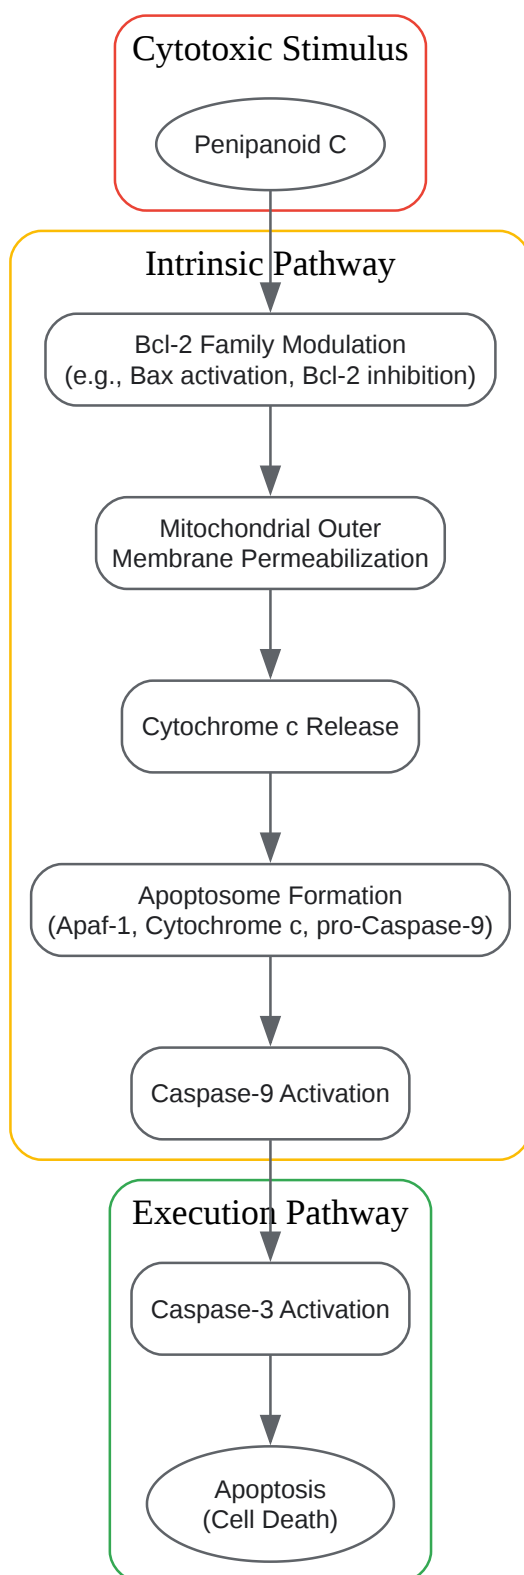 Cytotoxic Stimulus
Penipanoid C
Intrinsic Pathway
Bcl-2 Family Modulation
(e.g., Bax activation, Bcl-2 inhibition)
Mitochondrial Outer
Membrane Permeabilization
Cytochrome c Release
Apoptosome Formation
(Apaf-1, Cytochrome c, pro-Caspase-9)
Caspase-9 Activation
Execution Pathway
Caspase-3 Activation
Apoptosis
(Cell Death)